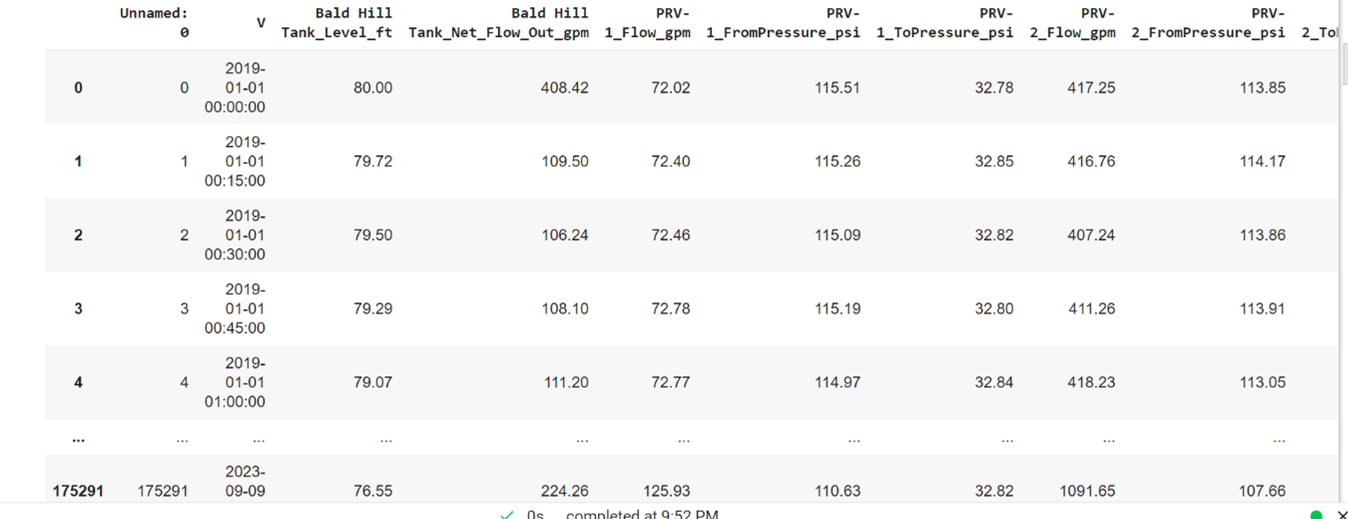 Unnamed: 0 V Bald Hill Tank_Level_ft Bald Hill Tank_Net_Flow_Out_gpm PRV-1_Flow_gpm PRV-1_FromPressure_psi PRV-1_ToPressure_psi PRV-2_Flow_gpm PRV-2_FromPressure_psi
0 0 2019-01-01 00:00:00 80.00 408.42 72.02 115.51 32.78 417.25 113.85
1 1 2019-01-01 00:15:00 79.72 109.50 72.40 115.26 32.85 416.76 114.17
2 2 2019-01-01 00:30:00 79.50 106.24 72.46 115.09 32.82 407.24 113.86
3 3 2019-01-01 00:45:00 79.29 108.10 72.78 115.19 32.80 411.26 113.91
4 4 2019-01-01 01:00:00 79.07 111.20 72.77 114.97 32.84 418.23 113.05
... ... ... ... ... ... ... ... ... ...
175291 175291 2023-09-09 76.55 224.26 125.93 110.63 32.82 1091.65 107.66
0s completed at 9:52 PM